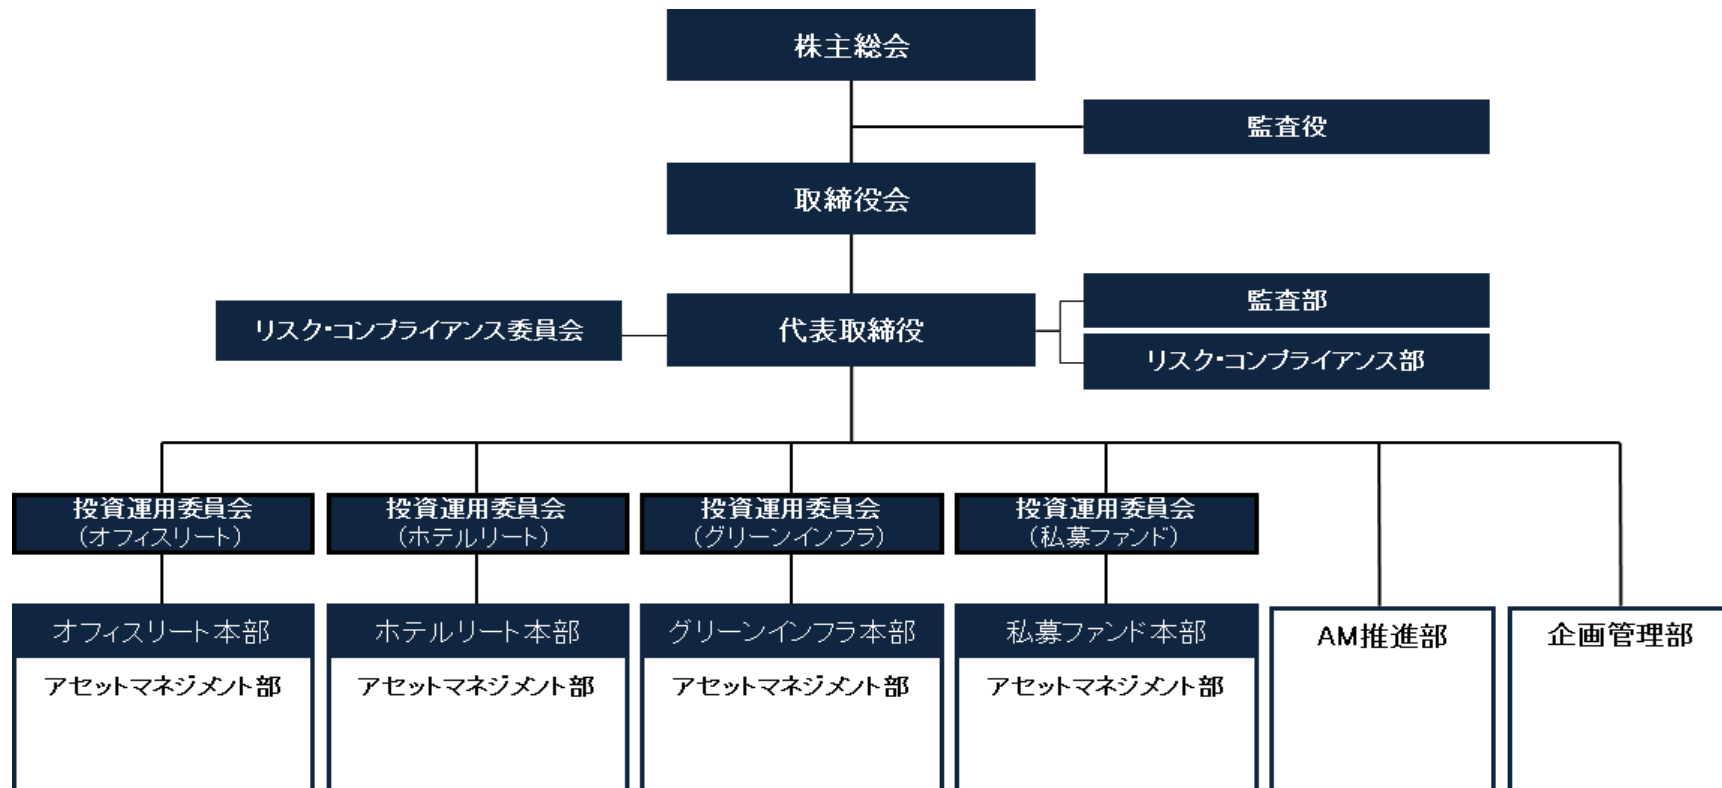 株主総会
監査役
取締役会
監査部
リスク・コンプライアンス委員会
代表取締役
リスク・コンプライアンス部
投資運用委員会
（オフィスリート）
投資運用委員会
（ホテルリート）
投資運用委員会
（グリーンインフラ）
投資運用委員会
（私募ファンド）
オフィスリート本部
ホテルリート本部
グリーンインフラ本部
私募ファンド本部
AM推進部
企画管理部
アセットマネジメント部
アセットマネジメント部
アセットマネジメント部
アセットマネジメント部